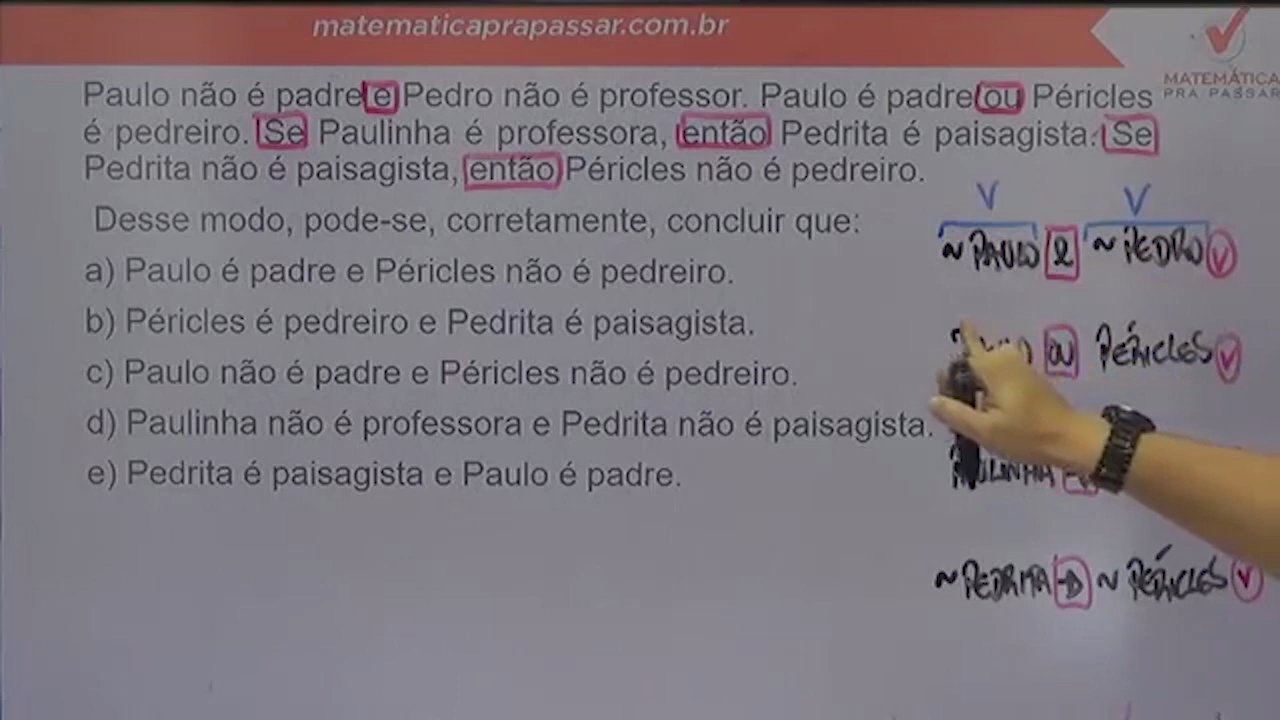 matematicaprapassar.com.br
MATEMÁTICA
PRA PASSAR
Paulo não é padre e Pedro não é professor. Paulo é padre ou Péricles
é pedreiro. Se Paulinha é professora, então Pedrita é paisagista. Se
Pedrita não é paisagista, então Péricles não é pedreiro.
Desse modo, pode-se, corretamente, concluir que:
a) Paulo é padre e Péricles não é pedreiro.
b) Péricles é pedreiro e Pedrita é paisagista.
c) Paulo não é padre e Péricles não é pedreiro.
d) Paulinha não é professora e Pedrita não é paisagista.
e) Pedrita é paisagista e Paulo é padre.
V V
~ PAULO e ~ PEDRO V
ou PÉRICLES V
PAULINHA
~ PEDRITA → ~ PÉRICLES V